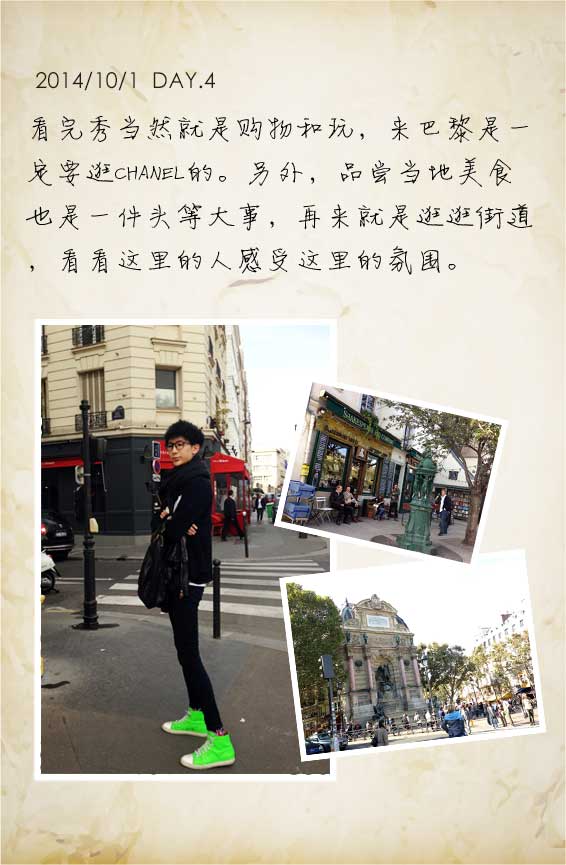 2014/10/1 DAY.4
看完秀当然就是购物和玩，来巴黎是一
定要逛CHANEL的。另外，品尝当地美食
也是一件头等大事，再来就是逛逛街道
，看看这里的人感受这里的氛围。
SHAKESPEARE AND COMPANY